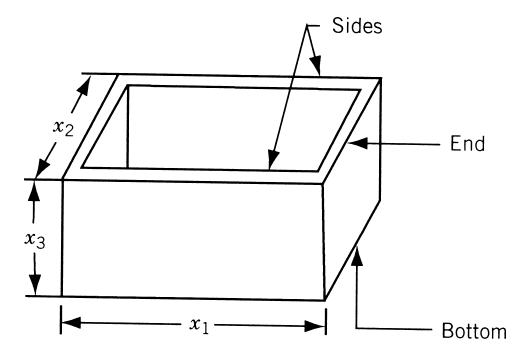 Sides
x2
End
x3
x1
Bottom